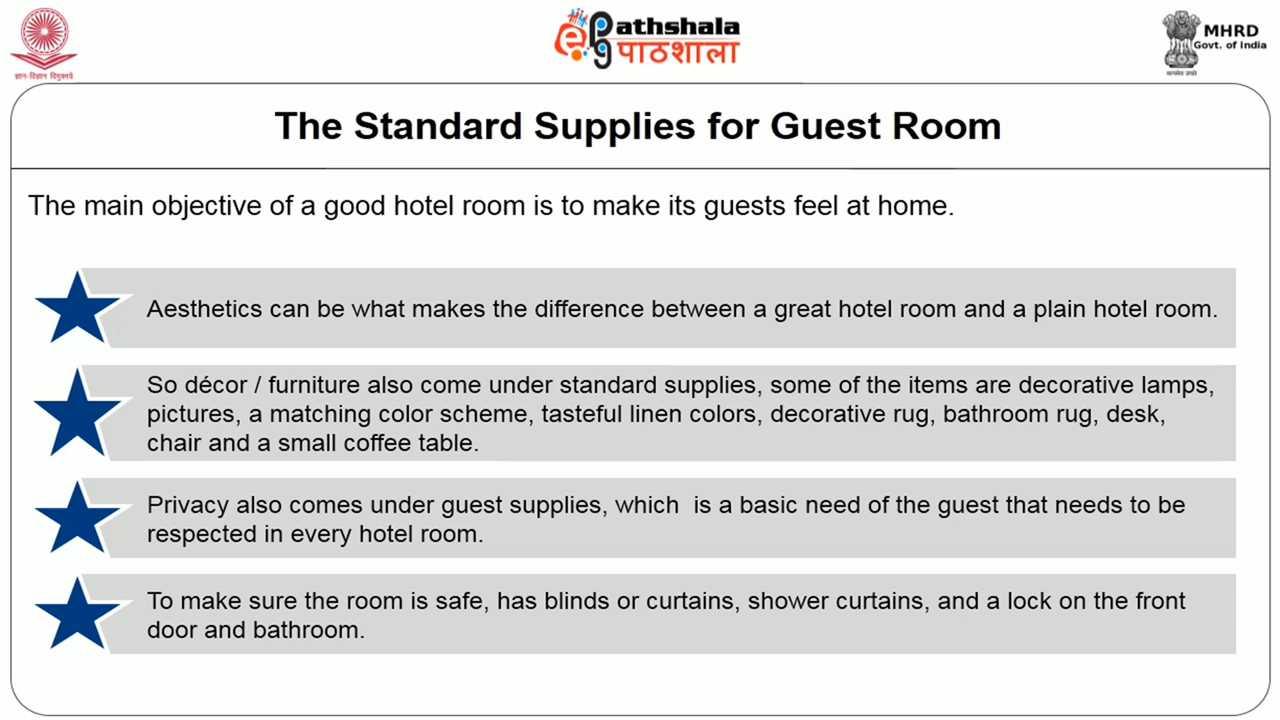 ज्ञान-विज्ञान विमुक्तये
ePathshala
पाठशाला
MHRD
Govt. of India
सत्यमेव जयते
The Standard Supplies for Guest Room
The main objective of a good hotel room is to make its guests feel at home.
Aesthetics can be what makes the difference between a great hotel room and a plain hotel room.
So décor / furniture also come under standard supplies, some of the items are decorative lamps,
pictures, a matching color scheme, tasteful linen colors, decorative rug, bathroom rug, desk,
chair and a small coffee table.
Privacy also comes under guest supplies, which  is a basic need of the guest that needs to be
respected in every hotel room.
To make sure the room is safe, has blinds or curtains, shower curtains, and a lock on the front
door and bathroom.